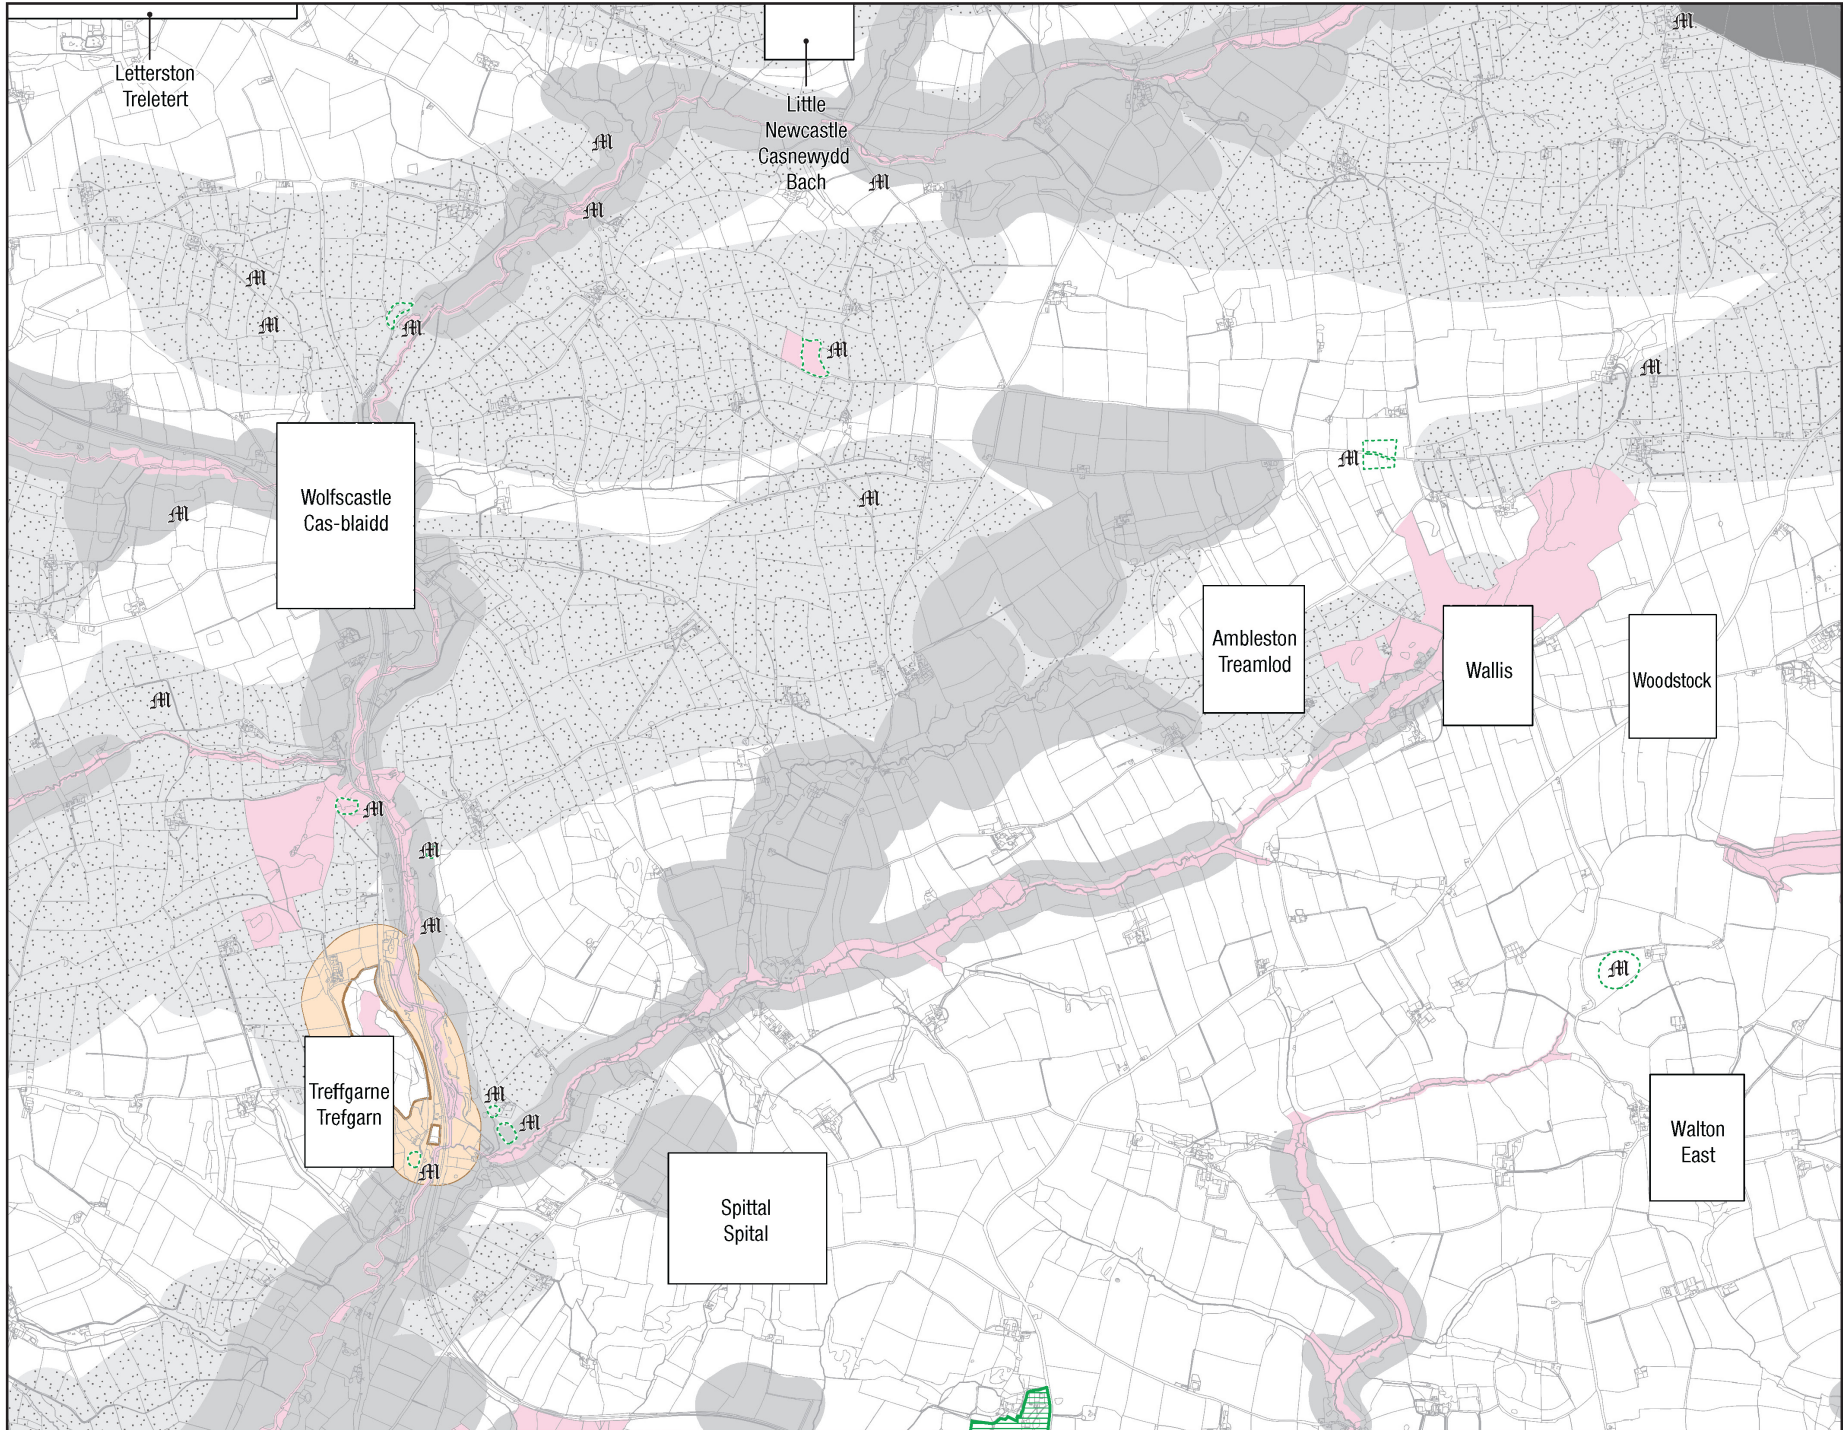 Letterston
Treletert
Little
Newcastle
Casnewydd
Bach
M
M
M
M
M
M
M
M
M
M
M
M
Wolfscastle
Cas-blaidd
Ambleston
Treamlod
Wallis
Woodstock
M
M
M
M
M
Treffgarne
Trefgarn
M
M
M
Walton
East
Spittal
Spital